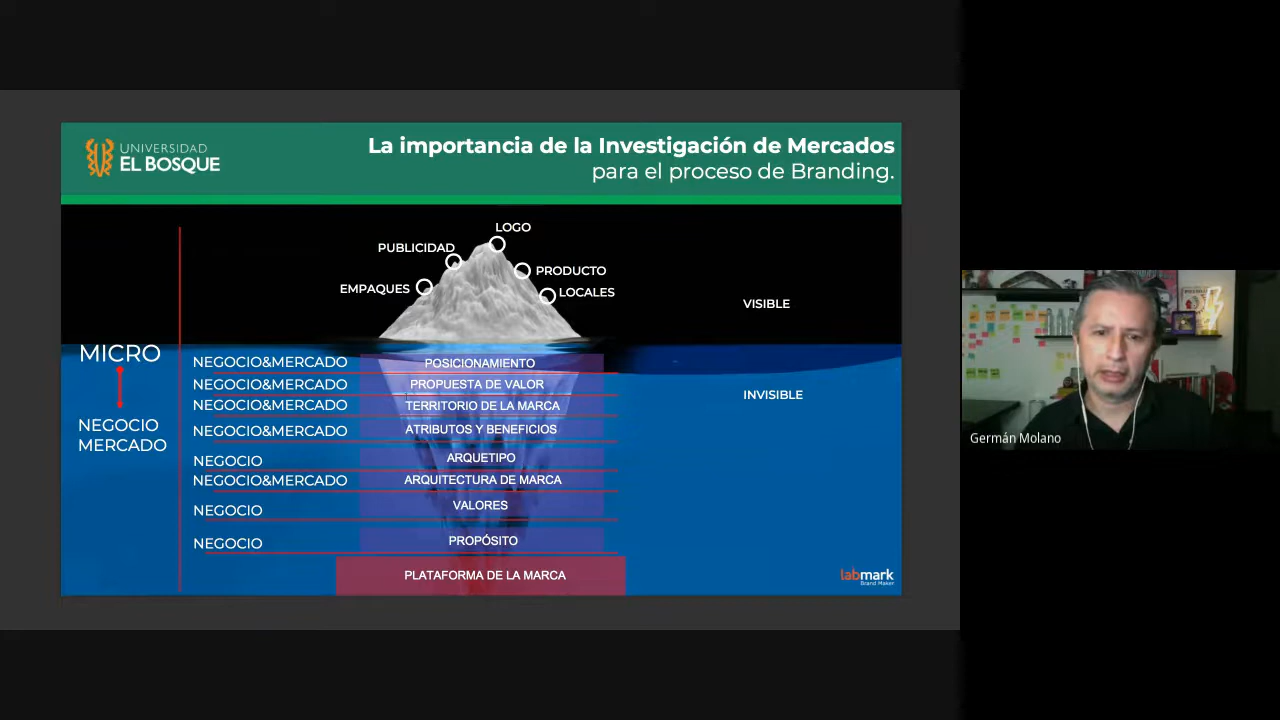 UNIVERSIDAD
EL BOSQUE
La importancia de la Investigación de Mercados
para el proceso de Branding.
LOGO
PUBLICIDAD
PRODUCTO
EMPAQUES
LOCALES
VISIBLE
MICRO
NEGOCIO
MERCADO
NEGOCIO&MERCADO POSICIONAMIENTO
NEGOCIO&MERCADO PROPUESTA DE VALOR
INVISIBLE
NEGOCIO&MERCADO TERRITORIO DE LA MARCA
NEGOCIO&MERCADO ATRIBUTOS Y BENEFICIOS
NEGOCIO ARQUETIPO
NEGOCIO&MERCADO ARQUITECTURA DE MARCA
NEGOCIO VALORES
NEGOCIO PROPÓSITO
PLATAFORMA DE LA MARCA
labmark
Brand Maker
Germán Molano